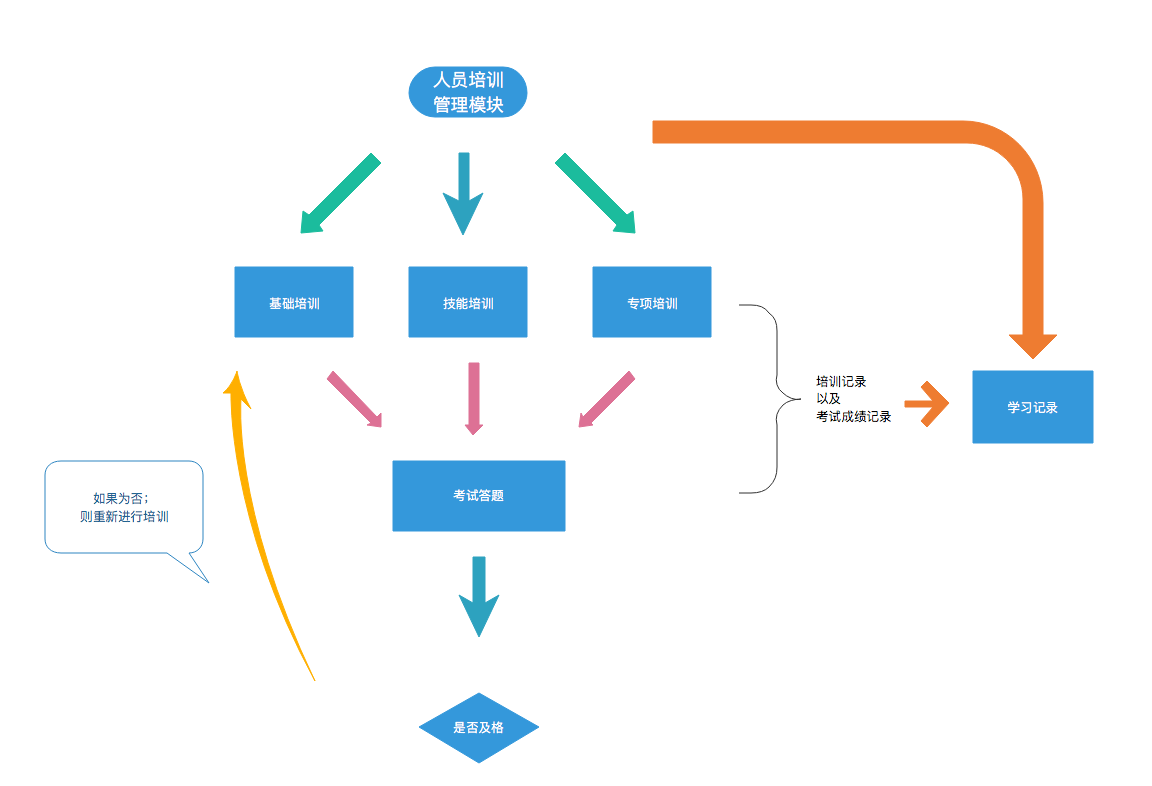 人员培训
管理模块
基础培训
技能培训
专项培训
培训记录
以及
考试成绩记录
学习记录
考试答题
如果为否；
则重新进行培训
是否及格